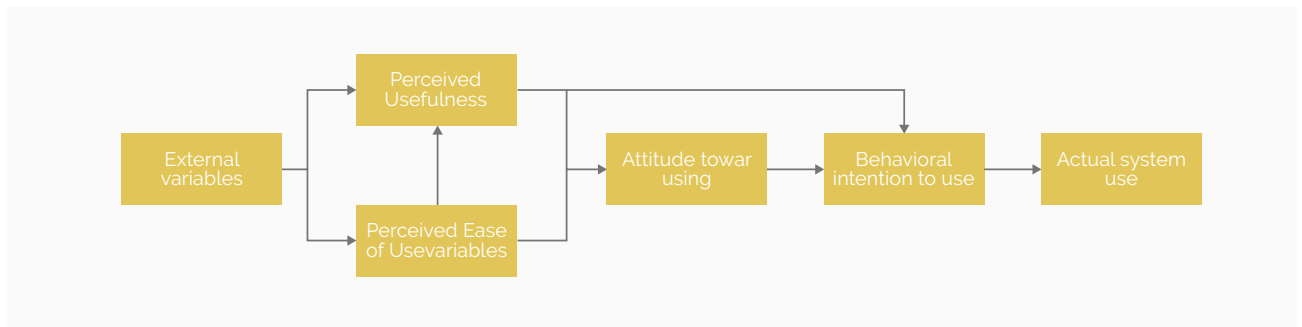 Perceived
Usefulness
External
variables
Attitude towar
using
Behavioral
intention to use
Actual system
use
Perceived Ease
of Usevariables